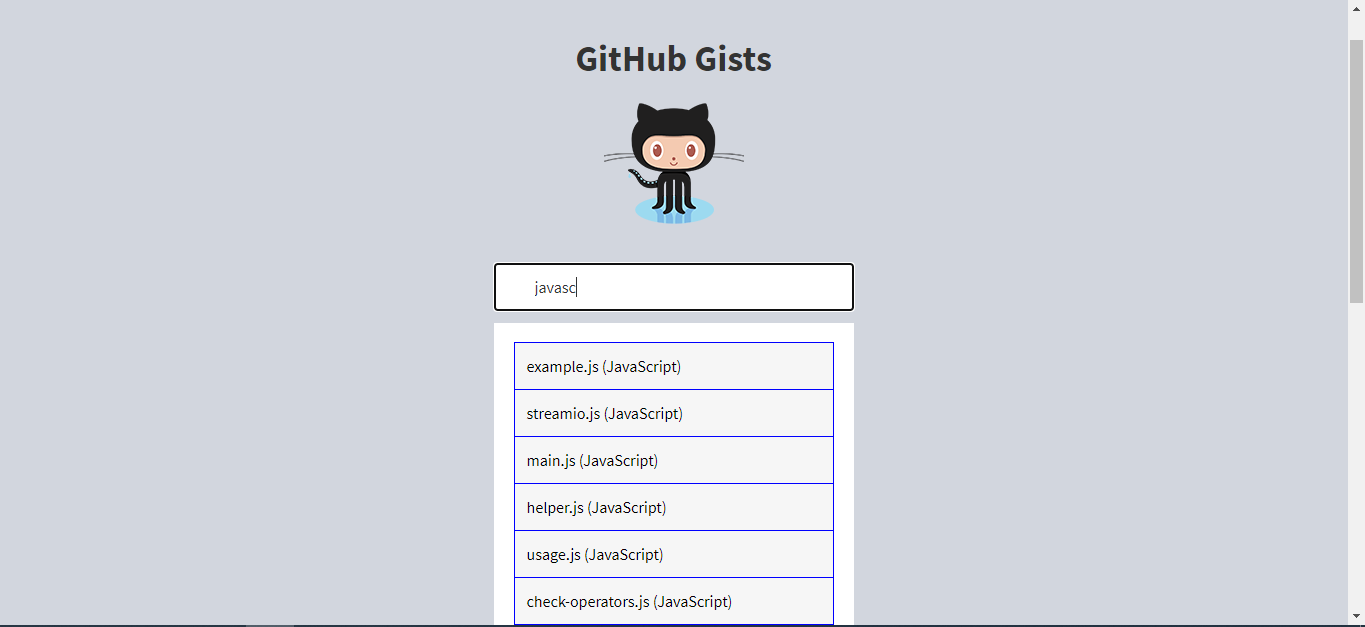 GitHub Gists
javasc
example.js (JavaScript)
streamio.js (JavaScript)
main.js (JavaScript)
helper.js (JavaScript)
usage.js (JavaScript)
check-operators.js (JavaScript)